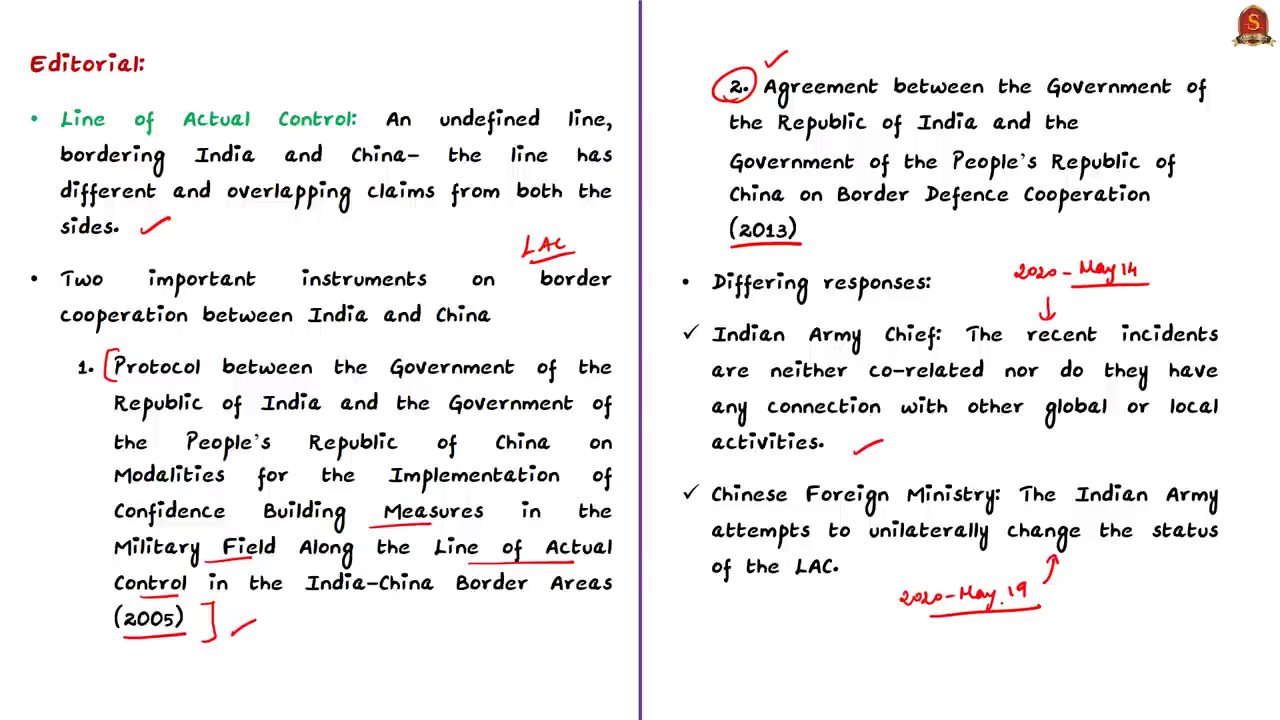 Editorial:
• Line of Actual Control: An undefined line,
bordering India and China- the line has
different and overlapping claims from both the
sides.
LAC
• Two important instruments on border
cooperation between India and China
1. Protocol between the Government of the
Republic of India and the Government of
the People's Republic of China on
Modalities for the Implementation of
Confidence Building Measures in the
Military Field Along the Line of Actual
Control in the India-China Border Areas
(2005)
2. Agreement between the Government of
the Republic of India and the
Government of the People's Republic of
China on Border Defence Cooperation
(2013)
2020 - May 14
• Differing responses:
✓ Indian Army Chief: The recent incidents
are neither co-related nor do they have
any connection with other global or local
activities.
✓ Chinese Foreign Ministry: The Indian Army
attempts to unilaterally change the status
of the LAC.
2020 - May 19
S